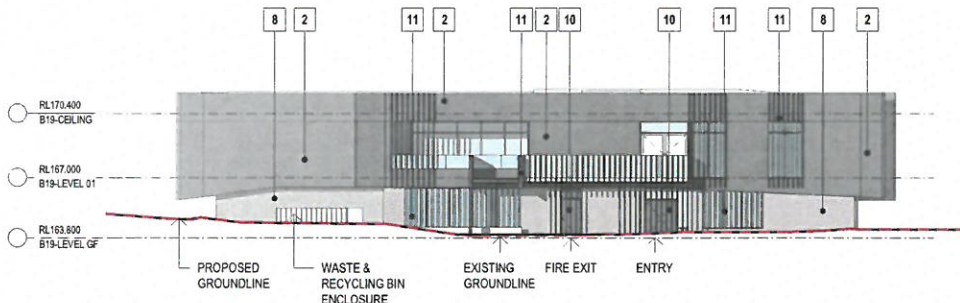 8 2 11 2 11 2 10 10 11 11 8 2
RL170.400
B19-CEILING
RL167.000
B19-LEVEL 01
RL163.600
B19-LEVEL GF
PROPOSED
GROUNDLINE
WASTE &
RECYCLING BIN
ENCLOSURE
EXISTING
GROUNDLINE
FIRE EXIT
ENTRY